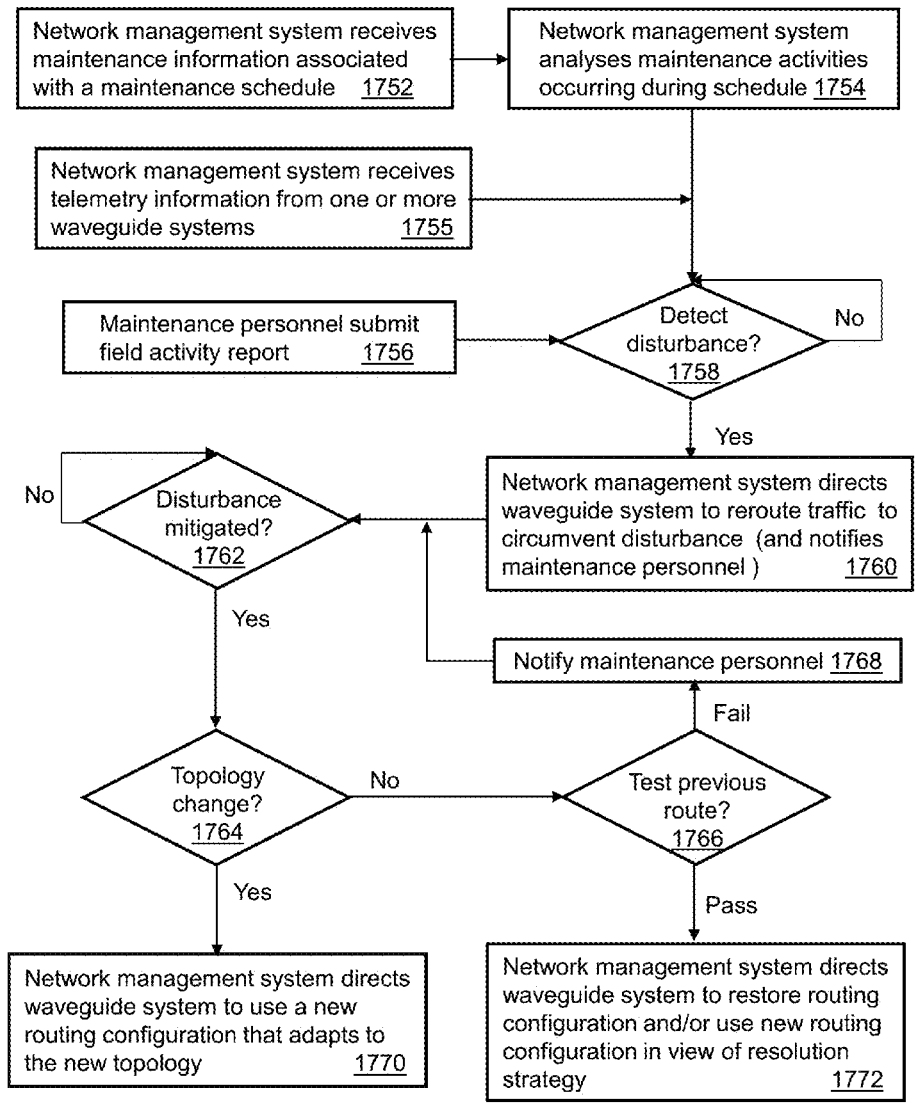 Network management system receives
maintenance information associated
with a maintenance schedule 1752
Network management system
analyses maintenance activities
occurring during schedule 1754
Network management system receives
telemetry information from one or more
waveguide systems 1755
Maintenance personnel submit
field activity report 1756
Detect
disturbance?
1758
No
Yes
Network management system directs
waveguide system to reroute traffic to
circumvent disturbance (and notifies
maintenance personnel ) 1760
No
Disturbance
mitigated?
1762
Yes
Notify maintenance personnel 1768
Fail
Topology
change?
1764
No
Test previous
route?
1766
Yes
Pass
Network management system directs
waveguide system to use a new
routing configuration that adapts to
the new topology 1770
Network management system directs
waveguide system to restore routing
configuration and/or use new routing
configuration in view of resolution
strategy 1772